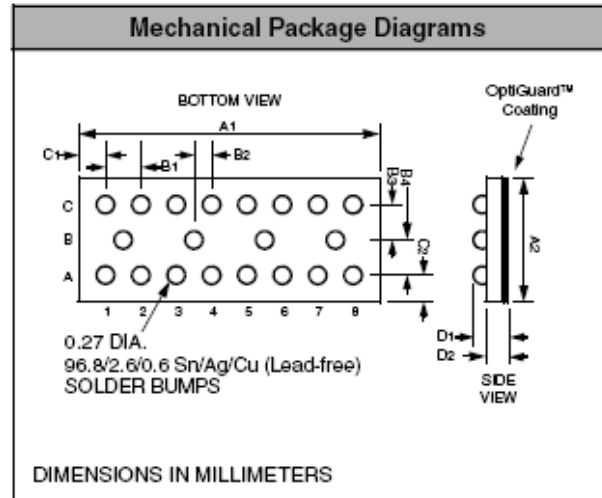 Mechanical Package Diagrams
BOTTOM VIEW
OptiGuard™
Coating
A1
C1
B1
B2
B3
B4
C2
A2
C
B
A
1 2 3 4 5 6 7 8
D1
D2
SIDE
VIEW
0.27 DIA.
96.8/2.6/0.6 Sn/Ag/Cu (Lead-free)
SOLDER BUMPS
DIMENSIONS IN MILLIMETERS